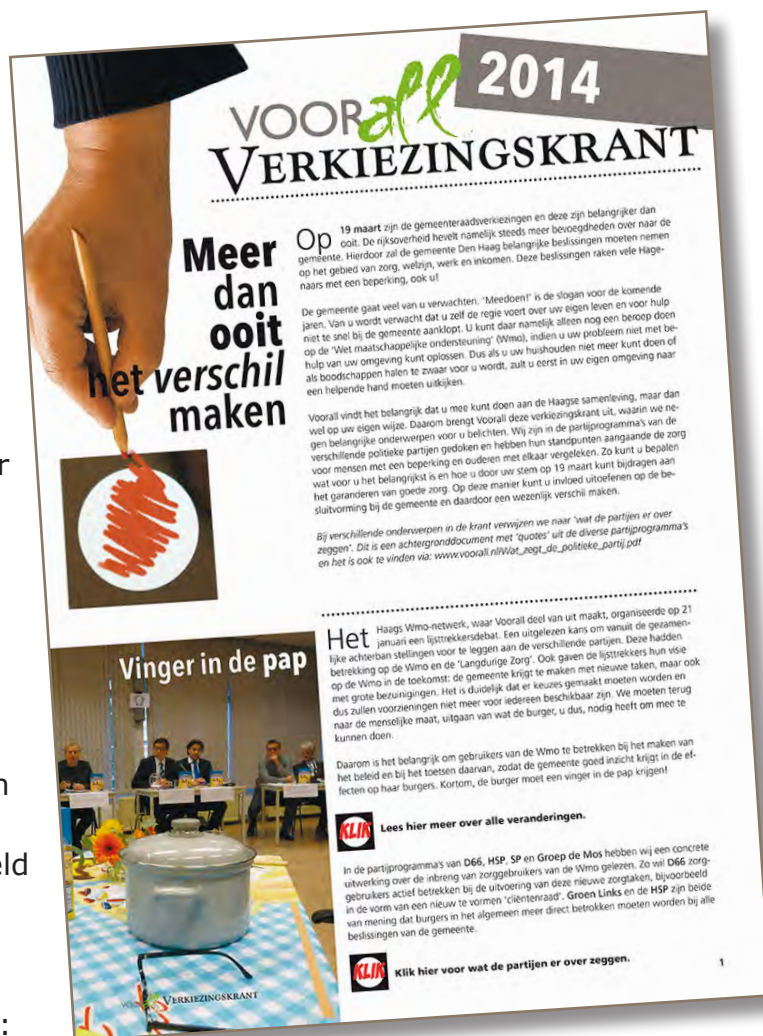 2014
VOORall
VERKIEZINGSKRANT
Meer
dan
ooit
het verschil
maken
Op 19 maart zijn de gemeenteraadsverkiezingen en deze zijn belangrijker dan
ooit. De rijksoverheid hevelt namelijk steeds meer bevoegdheden over naar de
gemeente. Hierdoor zal de gemeente Den Haag belangrijke beslissingen moeten nemen
op het gebied van zorg, welzijn, werk en inkomen. Deze beslissingen raken vele Hage-
naars met een beperking, ook u!
De gemeente gaat veel van u verwachten. 'Meedoen!' is de slogan voor de komende
jaren. Van u wordt verwacht dat u zelf de regie voert over uw eigen leven en voor hulp
niet te snel bij de gemeente aanklopt. U kunt daar namelijk alleen nog een beroep doen
op de 'Wet maatschappelijke ondersteuning' (Wmo), indien u uw probleem niet met be-
hulp van uw omgeving kunt oplossen. Dus als u uw huishouden niet meer kunt doen of
als boodschappen halen te zwaar voor u wordt, zult u eerst in uw eigen omgeving naar
een helpende hand moeten uitkijken.
Voorall vindt het belangrijk dat u mee kunt doen aan de Haagse samenleving, maar dan
wel op uw eigen wijze. Daarom brengt Voorall deze verkiezingskrant uit, waarin we ne-
gen belangrijke onderwerpen voor u belichten. Wij zijn in de partijprogramma's van de
verschillende politieke partijen gedoken en hebben hun standpunten aangaande de zorg
voor mensen met een beperking en ouderen met elkaar vergeleken. Zo kunt u bepalen
wat voor u het belangrijkst is en hoe u door uw stem op 19 maart kunt bijdragen aan
het garanderen van goede zorg. Op deze manier kunt u invloed uitoefenen op de be-
sluitvorming bij de gemeente en daardoor een wezenlijk verschil maken.
Bij verschillende onderwerpen in de krant verwijzen we naar 'wat de partijen er over
zeggen'. Dit is een achtergronddocument met 'quotes' uit de diverse partijprogramma's
en het is ook te vinden via: www.voorall.nl/Wat_zegt_de_politieke_partij.pdf
Vinger in de pap
VOORall VERKIEZINGSKRANT
Het Haags Wmo-netwerk, waar Voorall deel van uit maakt, organiseerde op 21
januari een lijsttrekkersdebat. Een uitgelezen kans om vanuit de gezamen-
lijke achterban stellingen voor te leggen aan de verschillende partijen. Deze hadden
betrekking op de Wmo en de 'Langdurige Zorg'. Ook gaven de lijsttrekkers hun visie
op de Wmo in de toekomst: de gemeente krijgt te maken met nieuwe taken, maar ook
met grote bezuinigingen. Het is duidelijk dat er keuzes gemaakt moeten worden en
dus zullen voorzieningen niet meer voor iedereen beschikbaar zijn. We moeten terug
naar de menselijke maat, uitgaan van wat de burger, u dus, nodig heeft om mee te
kunnen doen.
Daarom is het belangrijk om gebruikers van de Wmo te betrekken bij het maken van
het beleid en bij het toetsen daarvan, zodat de gemeente goed inzicht krijgt in de ef-
fecten op haar burgers. Kortom, de burger moet een vinger in de pap krijgen!
KLIK Lees hier meer over alle veranderingen.
In de partijprogramma's van D66, HSP, SP en Groep de Mos hebben wij een concrete
uitwerking over de inbreng van zorggebruikers van de Wmo gelezen. Zo wil D66 zorg-
gebruikers actief betrekken bij de uitvoering van deze nieuwe zorgtaken, bijvoorbeeld
in de vorm van een nieuw te vormen 'cliëntenraad'. Groen Links en de HSP zijn beide
van mening dat burgers in het algemeen meer direct betrokken moeten worden bij alle
beslissingen van de gemeente.
KLIK Klik hier voor wat de partijen er over zeggen.
1